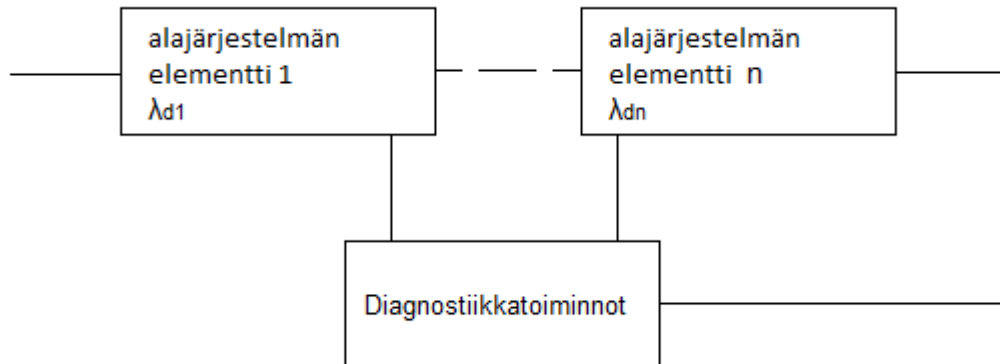 alajärjestelmän
elementti 1
λd1
alajärjestelmän
elementti n
λdn
Diagnostiikkatoiminnot